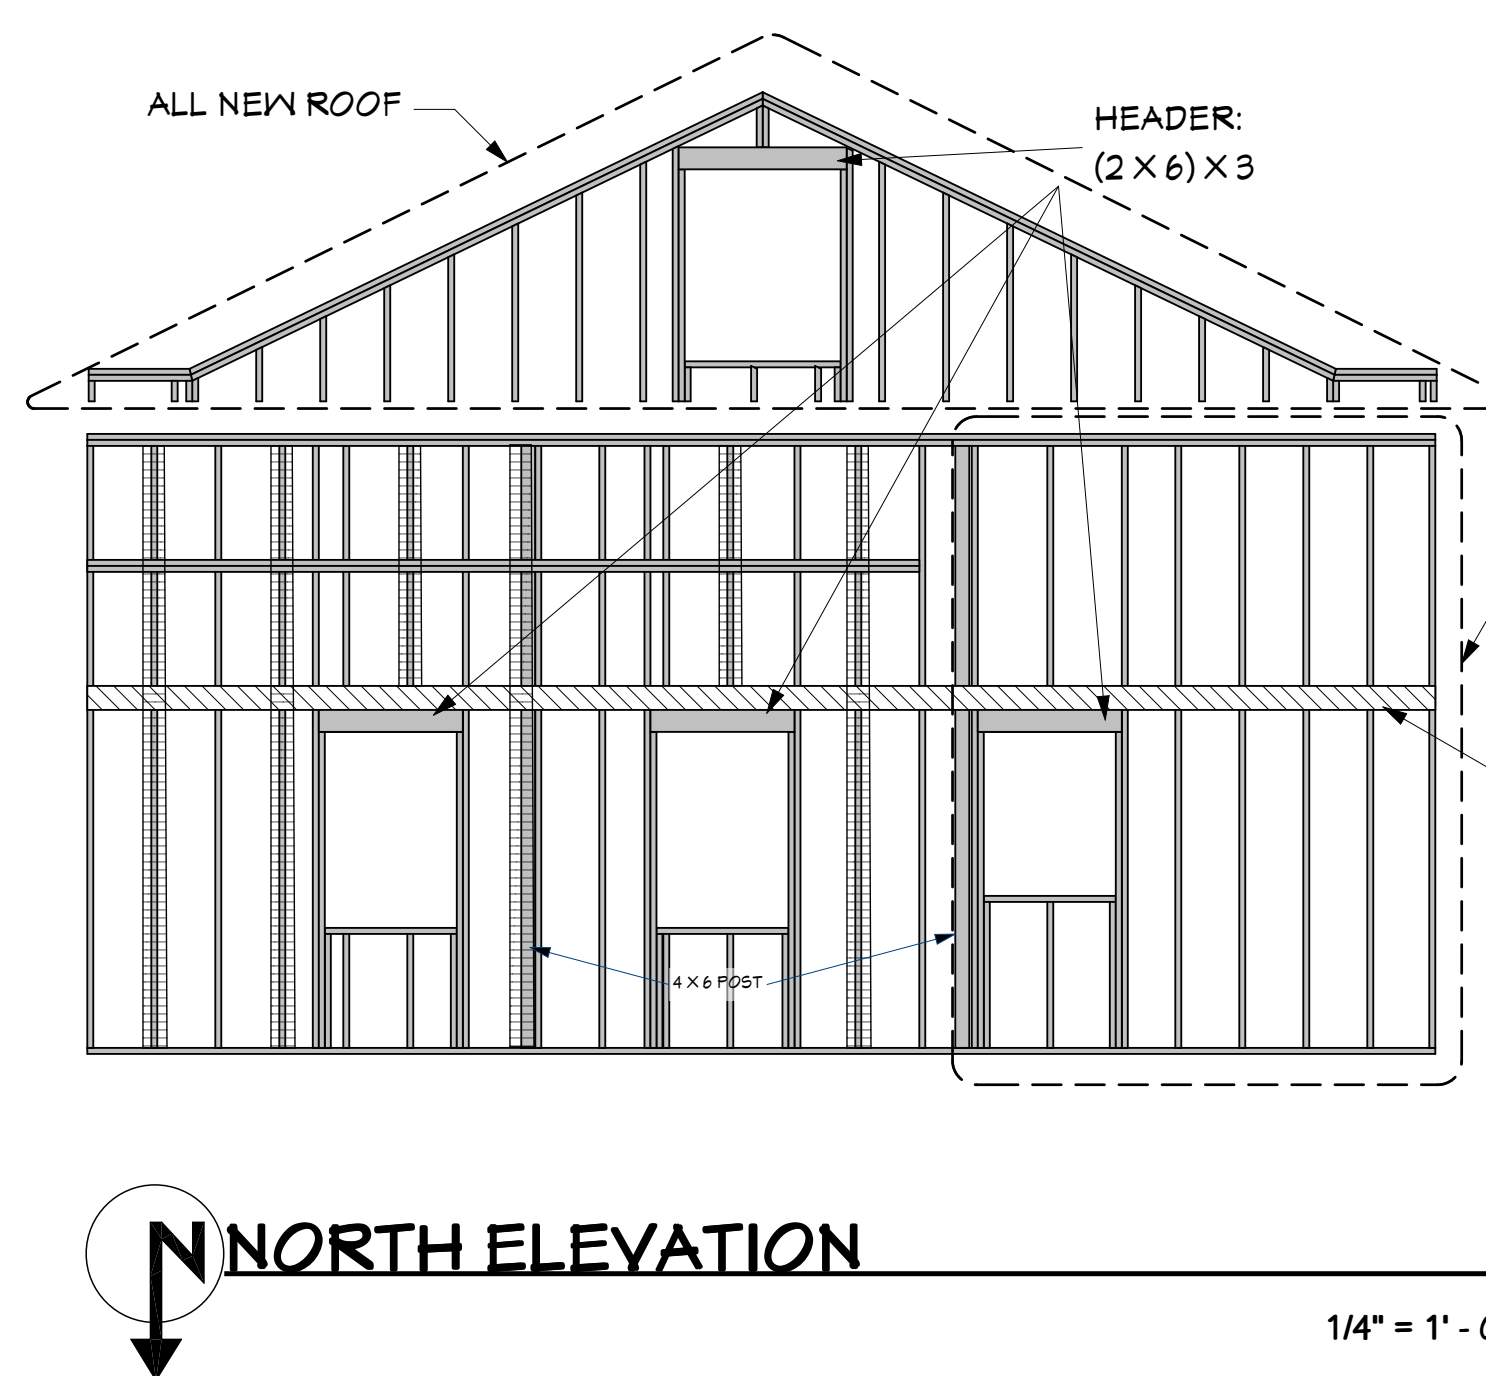 ALL NEW ROOF
HEADER:
(2 X 6) X 3
4 X 6 POST
N
NORTH ELEVATION
1/4" = 1' -